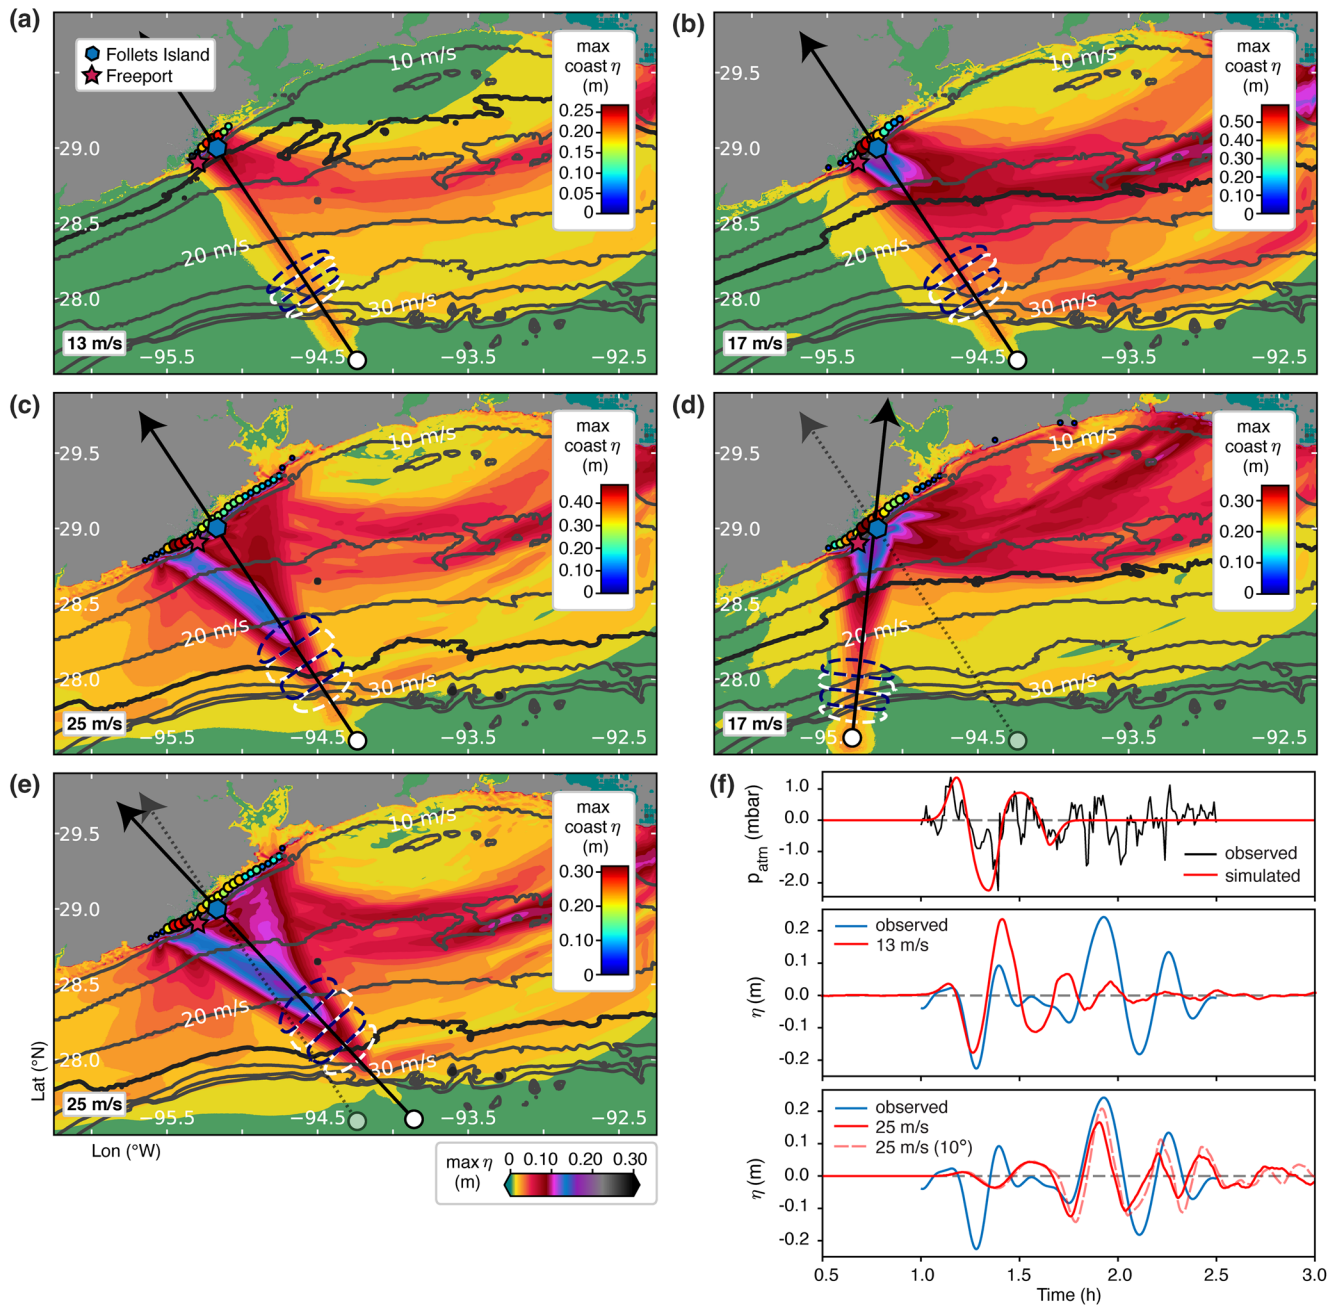 (a)
Follets Island
Freeport
10 m/s
20 m/s
30 m/s
max
coast η
(m)
0.25
0.20
0.15
0.10
0.05
0
29.0
28.5
28.0
13 m/s
−95.5
−94.5
−93.5
−92.5
(b)
10 m/s
20 m/s
30 m/s
max
coast η
(m)
0.50
0.40
0.30
0.20
0.10
0
29.5
29.0
28.5
28.0
17 m/s
−95.5
−94.5
−93.5
−92.5
(c)
10 m/s
20 m/s
30 m/s
max
coast η
(m)
0.40
0.30
0.20
0.10
0
29.5
29.0
28.5
28.0
25 m/s
−95.5
−94.5
−93.5
−92.5
(d)
10 m/s
20 m/s
30 m/s
max
coast η
(m)
0.30
0.20
0.10
0
29.5
29.0
28.5
28.0
17 m/s
−95.
−94.5
−93.5
−92.5
(e)
10 m/s
20 m/s
30 m/s
max
coast η
(m)
0.30
0.20
0.10
0
29.5
29.0
28.5
28.0
25 m/s
−95.5
−94.5
−93.5
−92.5
Lat (°N)
Lon (°W)
max η
(m)
0 0.10 0.20 0.30
(f)
patm (mbar)
1.0
0.0
-1.0
-2.0
observed
simulated
η (m)
0.2
0.1
0.0
-0.1
-0.2
observed
13 m/s
η (m)
0.2
0.1
0.0
-0.1
-0.2
observed
25 m/s
25 m/s (10°)
0.5 1.0 1.5 2.0 2.5 3.0
Time (h)